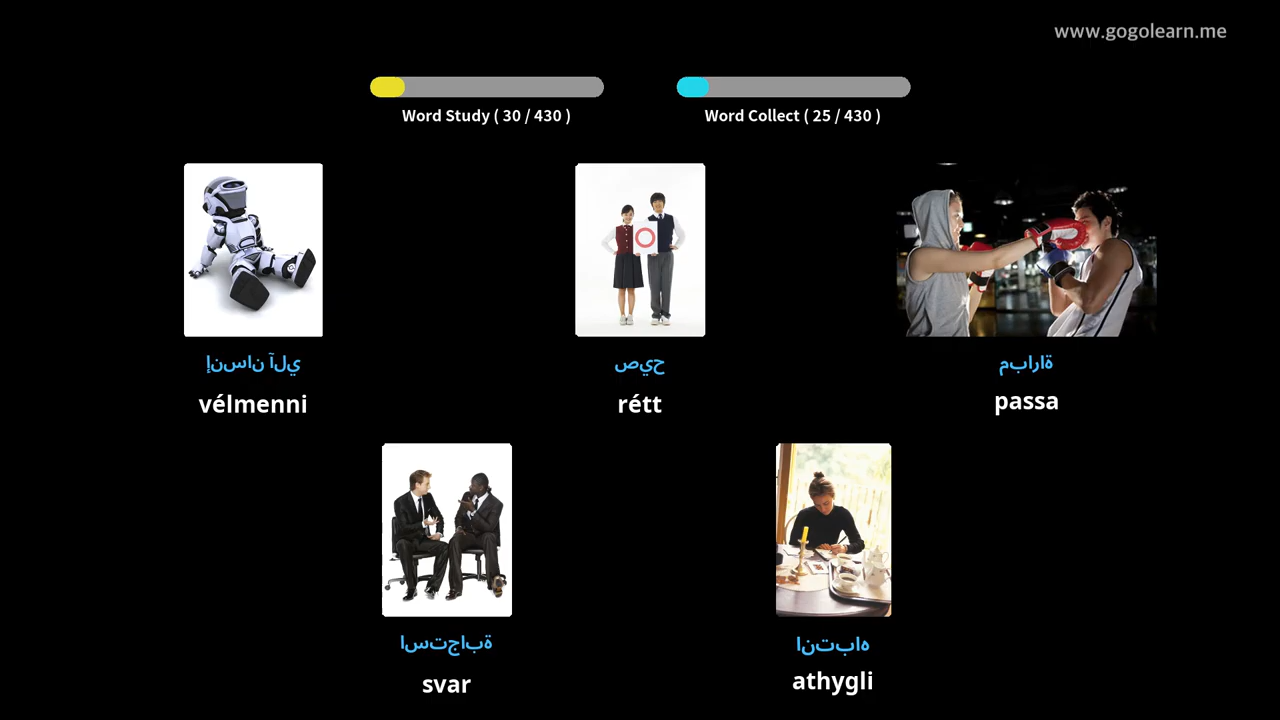 www.gogolearn.me
Word Study ( 30 / 430 )
Word Collect ( 25 / 430 )
إنسان آلي
صيح
مباراة
vélmenni
rétt
passa
استجابة
انتباه
svar
athygli